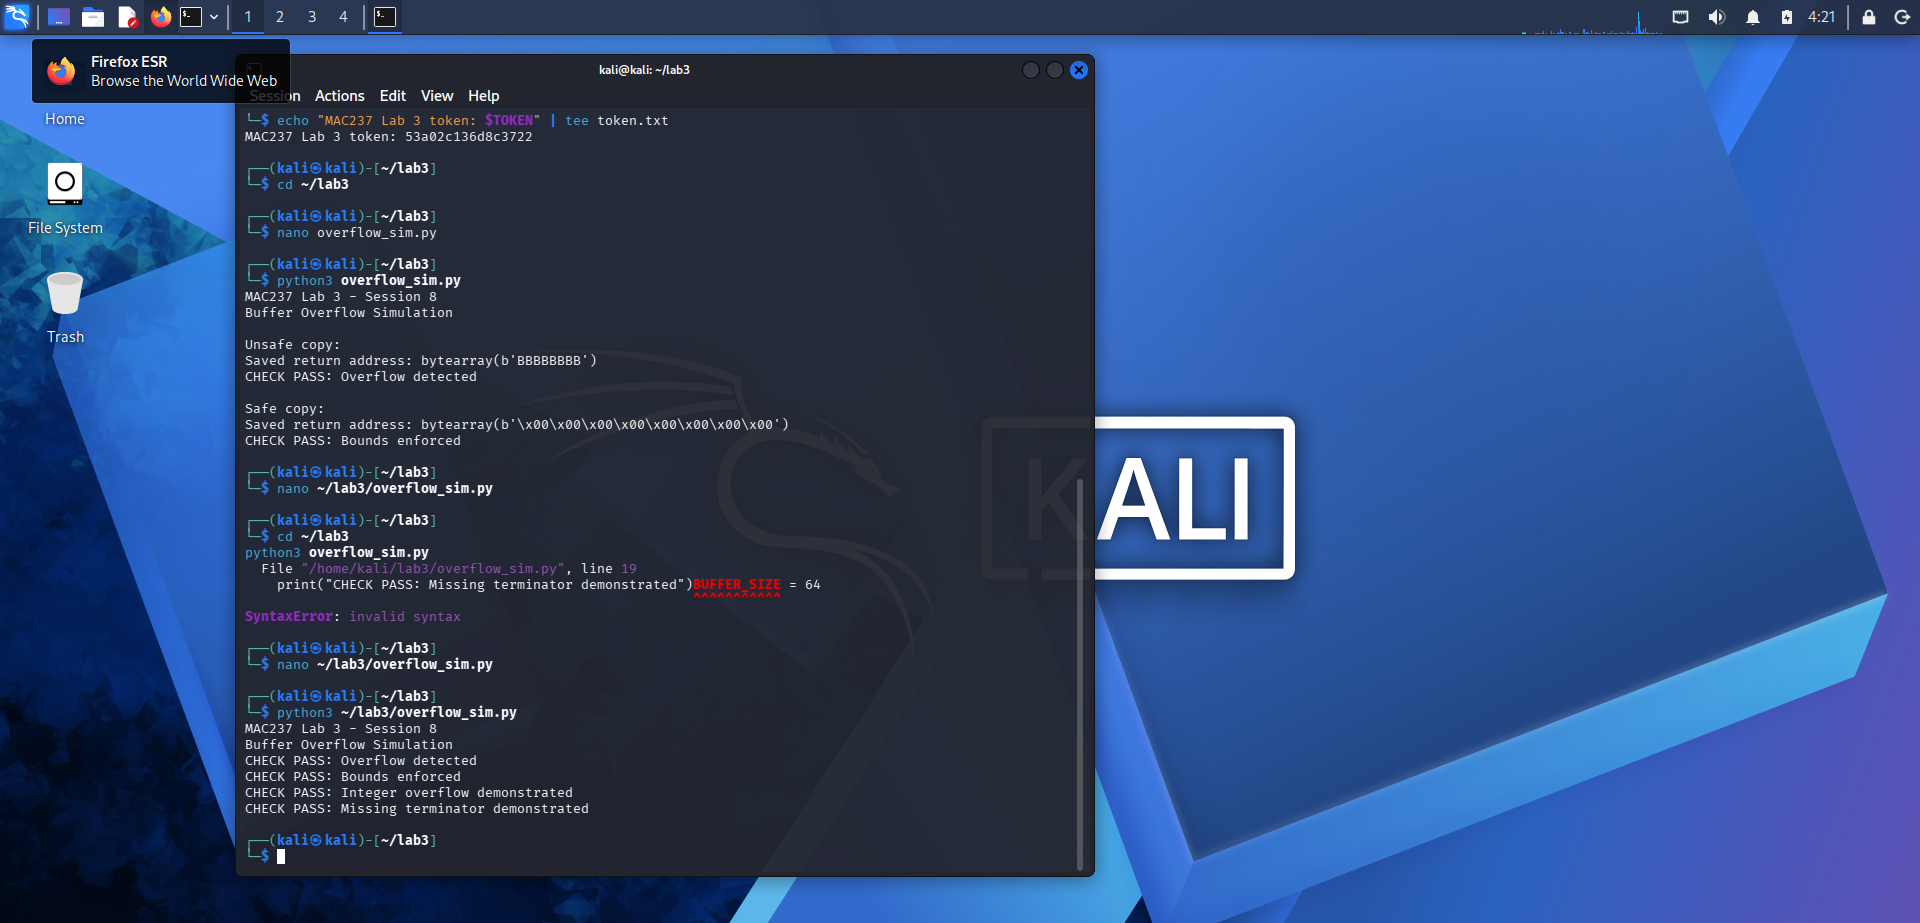 1 2 3 4
4:21
Firefox ESR
Browse the World Wide Web
Home
File System
Trash
kali@kali: ~/lab3
Session Actions Edit View Help
└─$ echo "MAC237 Lab 3 token: $TOKEN" | tee token.txt
MAC237 Lab 3 token: 53a02c136d8c3722
┌──(kali㉿kali)-[~/lab3]
└─$ cd ~/lab3
┌──(kali㉿kali)-[~/lab3]
└─$ nano overflow_sim.py
┌──(kali㉿kali)-[~/lab3]
└─$ python3 overflow_sim.py
MAC237 Lab 3 - Session 8
Buffer Overflow Simulation
Unsafe copy:
Saved return address: bytearray(b'BBBBBBBB')
CHECK PASS: Overflow detected
Safe copy:
Saved return address: bytearray(b'\x00\x00\x00\x00\x00\x00\x00\x00')
CHECK PASS: Bounds enforced
┌──(kali㉿kali)-[~/lab3]
└─$ nano ~/lab3/overflow_sim.py
┌──(kali㉿kali)-[~/lab3]
└─$ cd ~/lab3
python3 overflow_sim.py
File "/home/kali/lab3/overflow_sim.py", line 19
print("CHECK PASS: Missing terminator demonstrated")BUFFER_SIZE = 64
^^^^^^^^^^^
SyntaxError: invalid syntax
┌──(kali㉿kali)-[~/lab3]
└─$ nano ~/lab3/overflow_sim.py
┌──(kali㉿kali)-[~/lab3]
└─$ python3 ~/lab3/overflow_sim.py
MAC237 Lab 3 - Session 8
Buffer Overflow Simulation
CHECK PASS: Overflow detected
CHECK PASS: Bounds enforced
CHECK PASS: Integer overflow demonstrated
CHECK PASS: Missing terminator demonstrated
┌──(kali㉿kali)-[~/lab3]
└─$
KALI